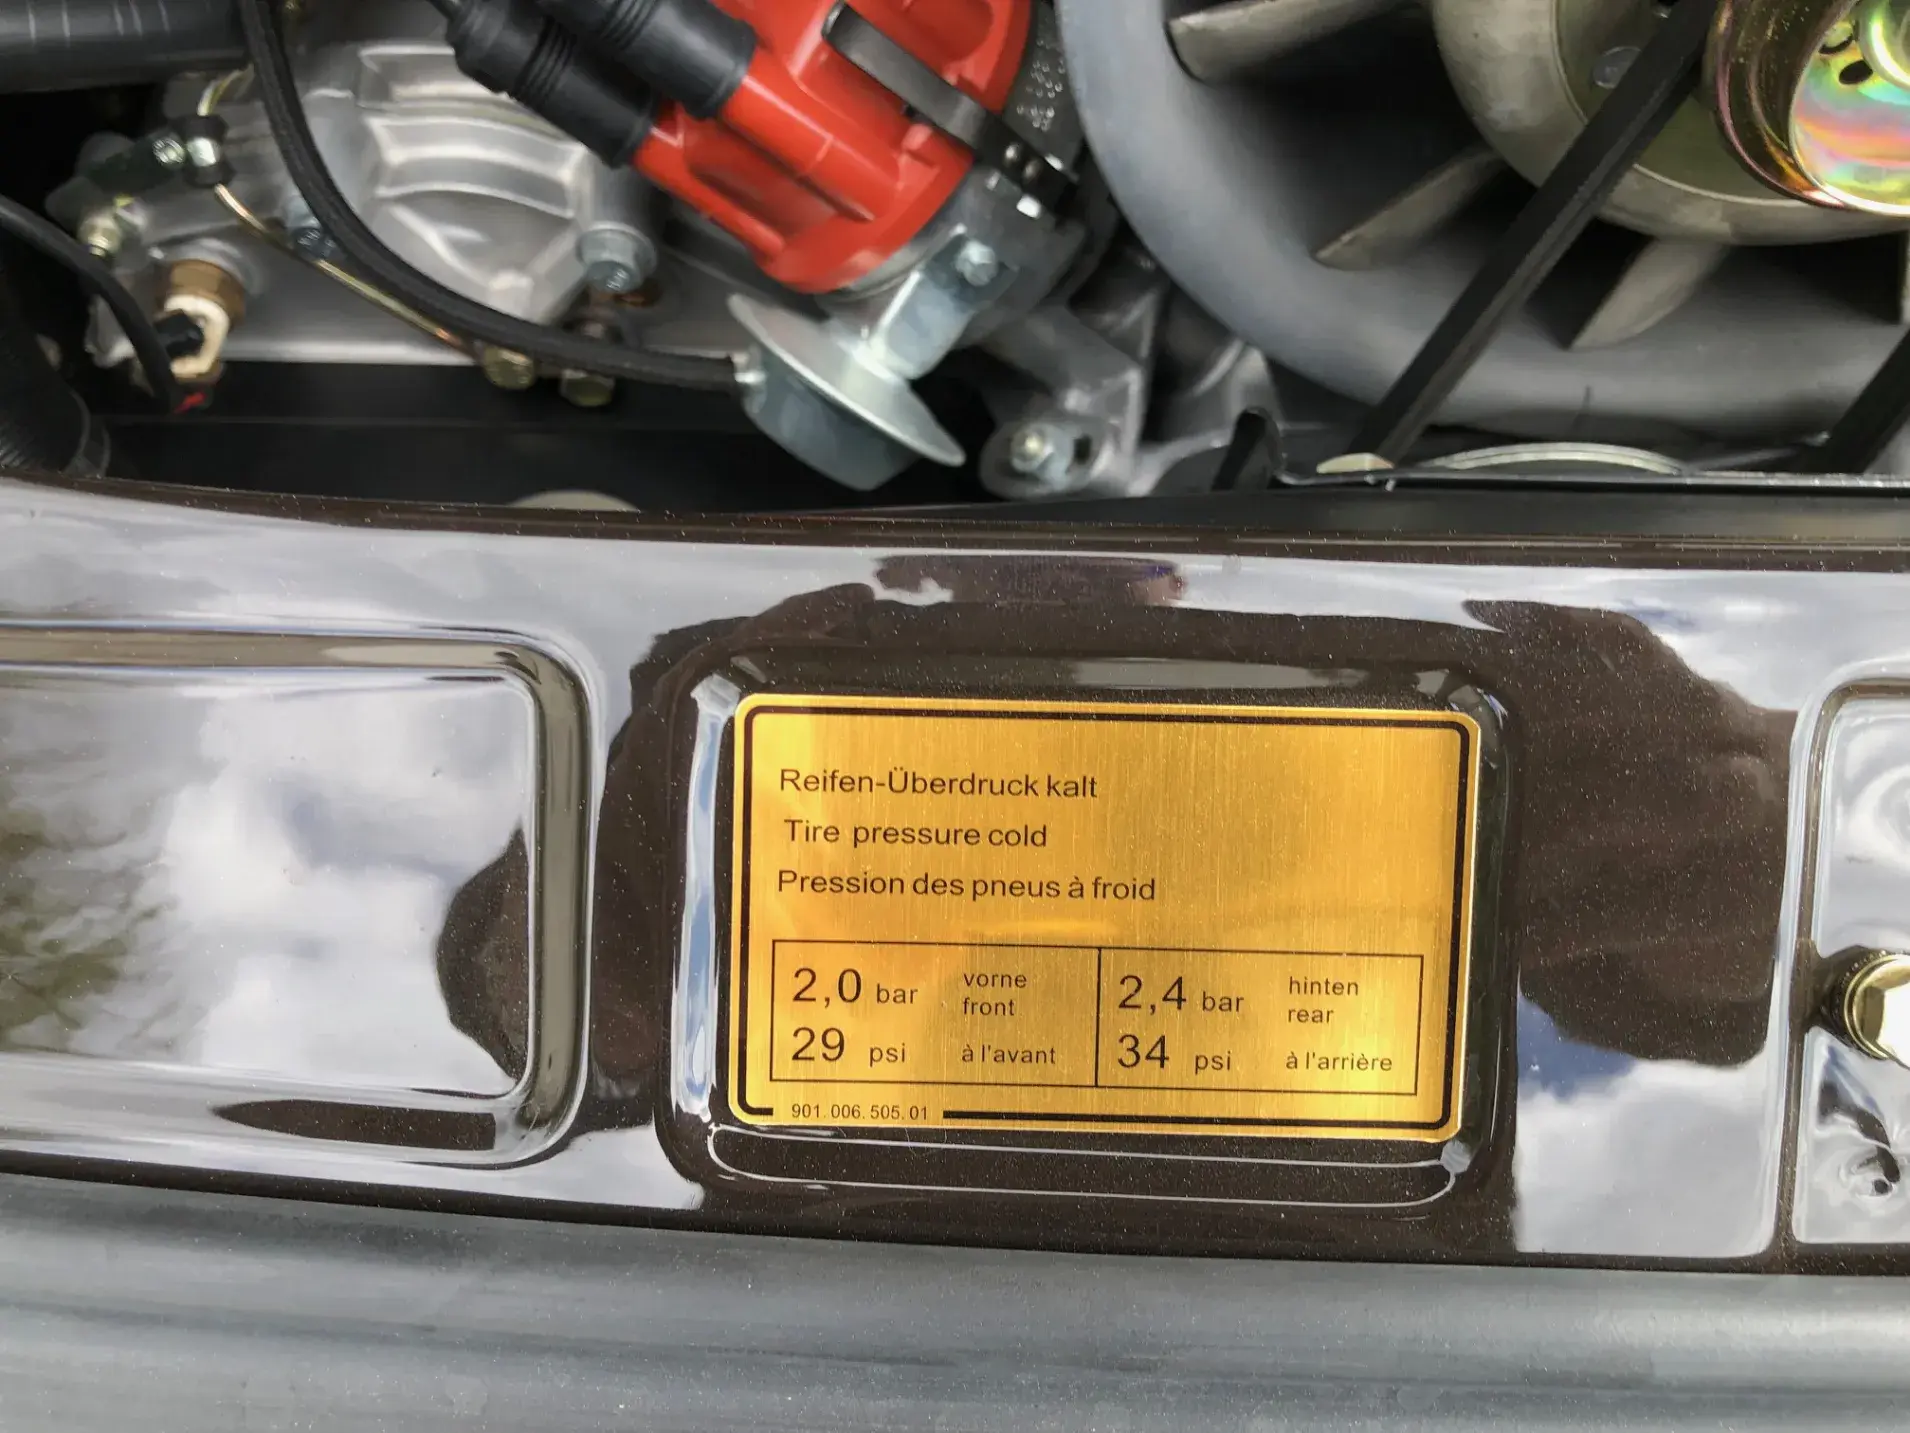 Reifen-Überdruck kalt
Tire pressure cold
Pression des pneus à froid
2,0 bar vorne
front
29 psi à l'avant
2,4 bar hinten
rear
34 psi à l'arrière
901.006.505.01